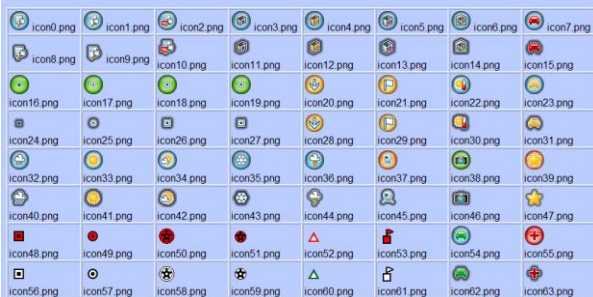 icon0.png icon1.png icon2.png icon3.png icon4.png icon5.png icon6.png icon7.png
icon8.png icon9.png icon10.png icon11.png icon12.png icon13.png icon14.png icon15.png
icon16.png icon17.png icon18.png icon19.png icon20.png icon21.png icon22.png icon23.png
icon24.png icon25.png icon26.png icon27.png icon28.png icon29.png icon30.png icon31.png
icon32.png icon33.png icon34.png icon35.png icon36.png icon37.png icon38.png icon39.png
icon40.png icon41.png icon42.png icon43.png icon44.png icon45.png icon46.png icon47.png
icon48.png icon49.png icon50.png icon51.png icon52.png icon53.png icon54.png icon55.png
icon56.png icon57.png icon58.png icon59.png icon60.png icon61.png icon62.png icon63.png